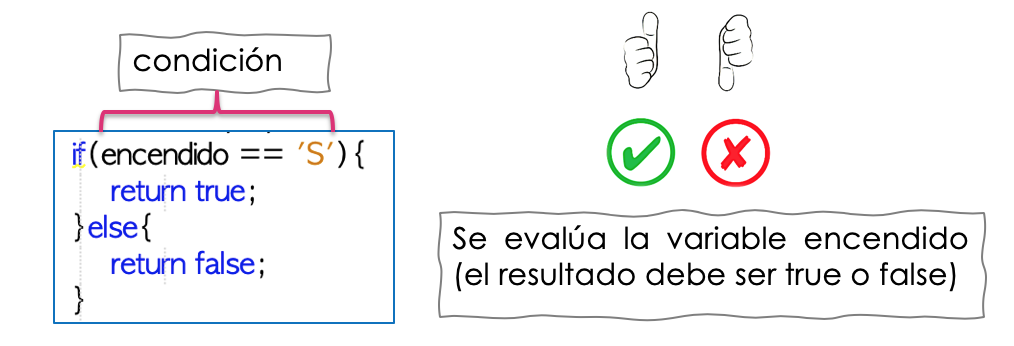 condición
if(encendido == 'S'){
return true;
}else{
return false;
}
Se evalúa la variable encendido
(el resultado debe ser true o false)